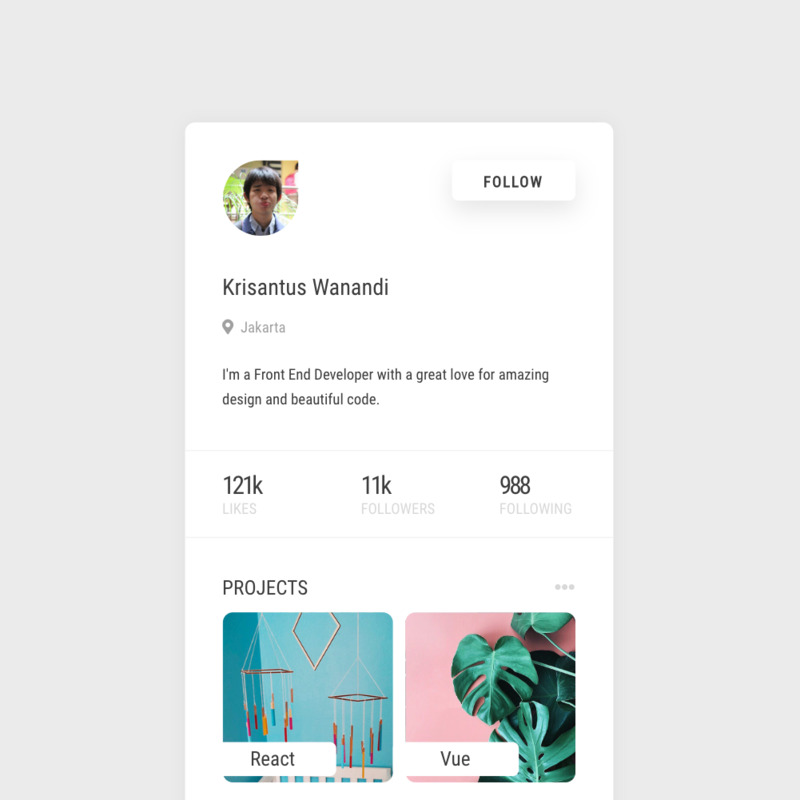 FOLLOW
Krisantus Wanandi
Jakarta
I'm a Front End Developer with a great love for amazing
design and beautiful code.
121k 11k 988
LIKES FOLLOWERS FOLLOWING
PROJECTS
React Vue